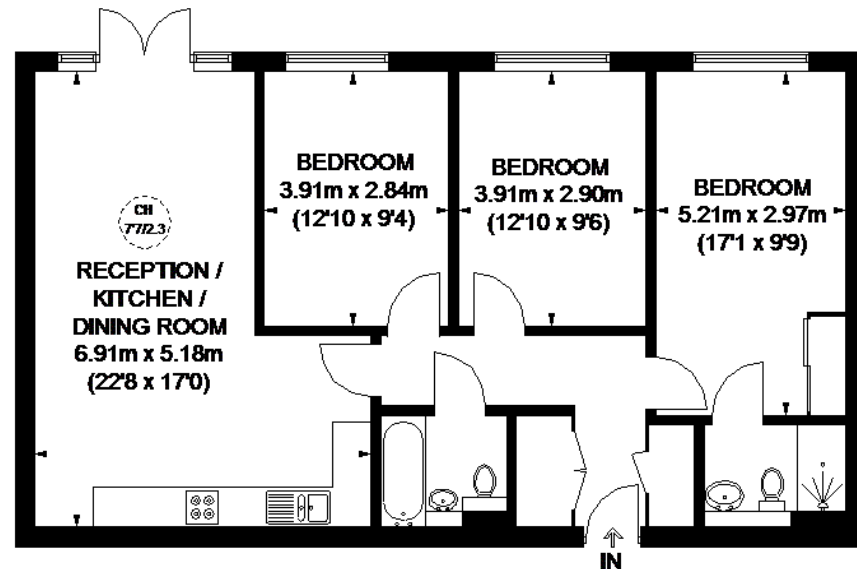 BEDROOM
3.91m x 2.84m
(12'10 x 9'4)
BEDROOM
3.91m x 2.90m
(12'10 x 9'6)
BEDROOM
5.21m x 2.97m
(17'1 x 9'9)
CH
7'7/2.3
RECEPTION /
KITCHEN /
DINING ROOM
6.91m x 5.18m
(22'8 x 17'0)
IN